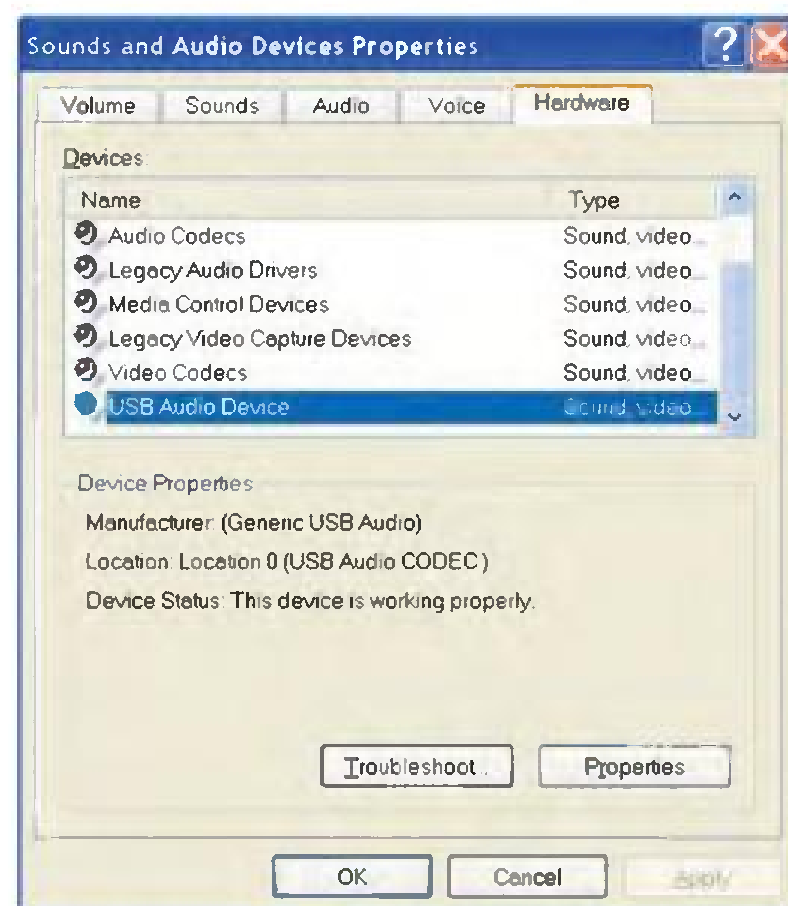 Sounds and Audio Devices Properties
?
Volume Sounds Audio Voice Hardware
Devices:
Name Type
Audio Codecs Sound, video...
Legacy Audio Drivers Sound, video...
Media Control Devices Sound, video...
Legacy Video Capture Devices Sound, video...
Video Codecs Sound, video...
USB Audio Device Sound, video...
Device Properties
Manufacturer: (Generic USB Audio)
Location: Location 0 (USB Audio CODEC )
Device Status: This device is working properly.
Troubleshoot... Properties
OK Cancel Apply